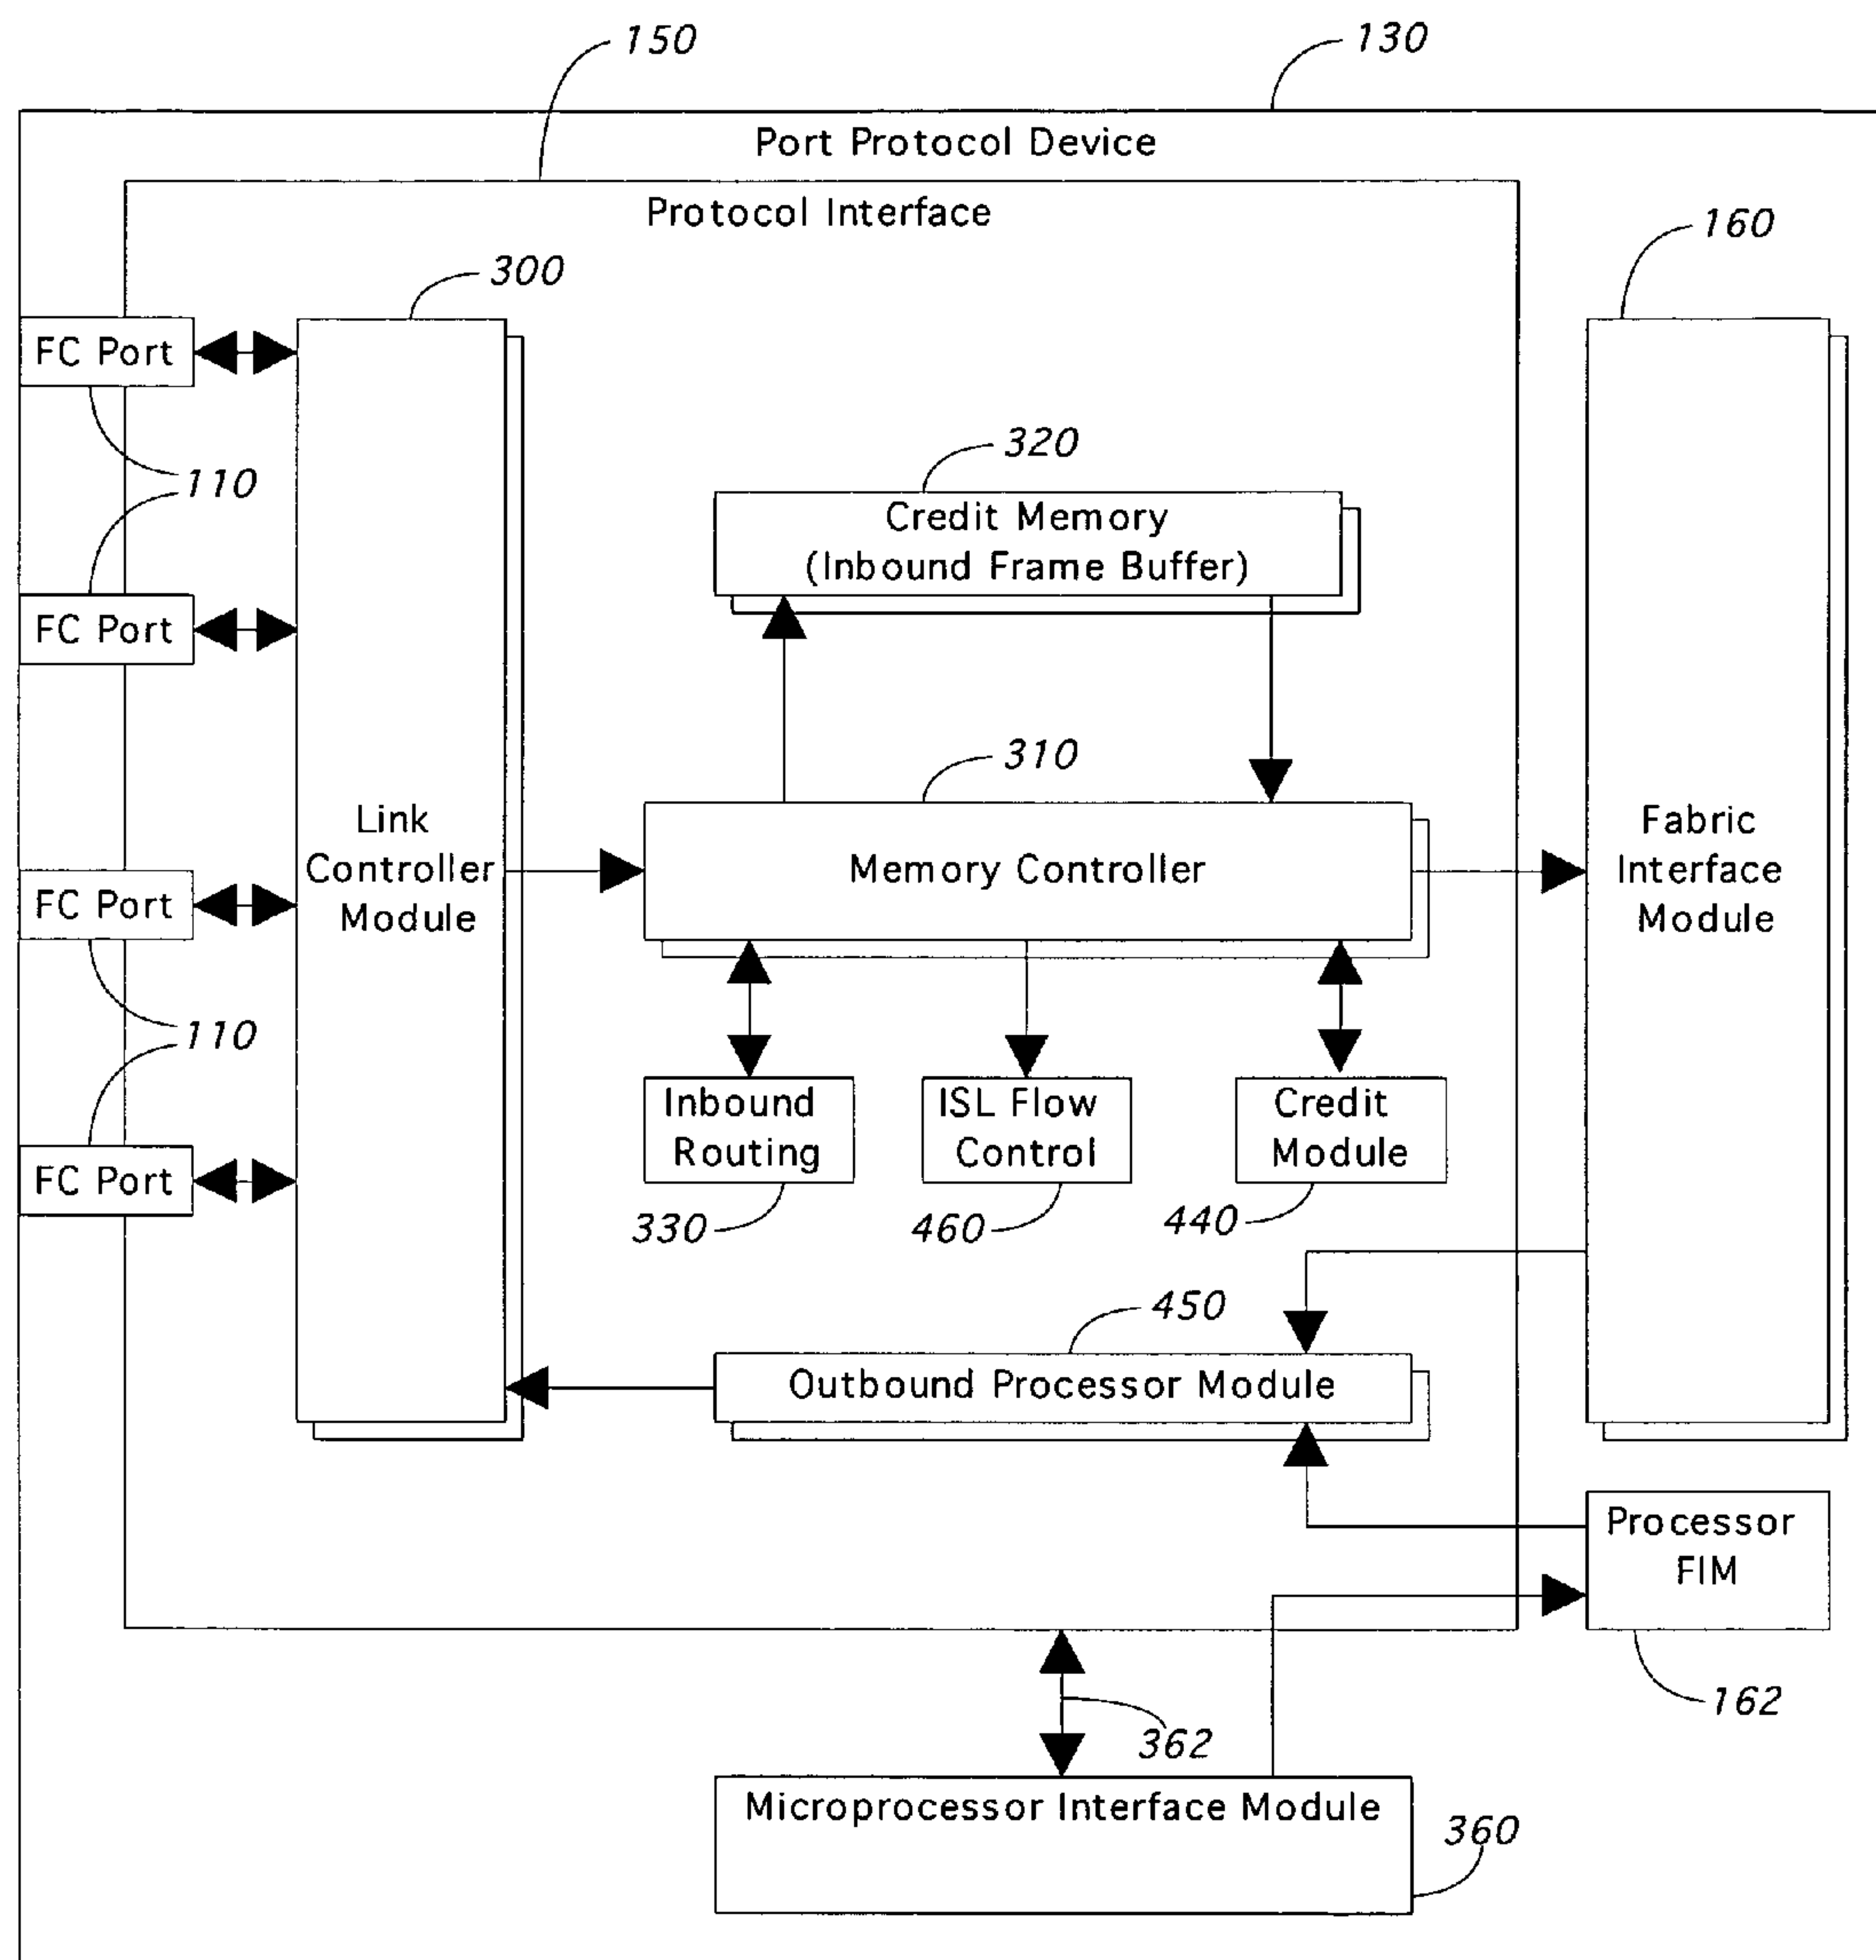 150
130
Port Protocol Device
Protocol Interface
160
300
FC Port
320
110
Credit Memory
(Inbound Frame Buffer)
FC Port
310
Link
Controller
Module
Memory Controller
Fabric
Interface
Module
FC Port
110
Inbound
Routing
ISL Flow
Control
Credit
Module
FC Port
330
460
440
450
Outbound Processor Module
Processor
FIM
162
362
Microprocessor Interface Module
360